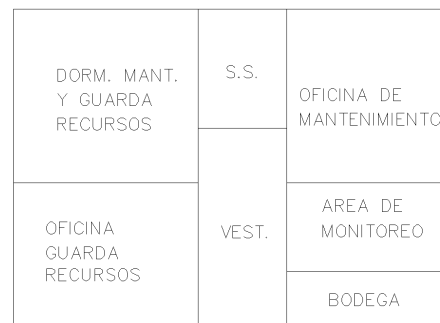 DORM. MANT.
Y GUARDA
RECURSOS
S.S.
OFICINA DE
MANTENIMIENTO
OFICINA
GUARDA
RECURSOS
VEST.
AREA DE
MONITOREO
BODEGA